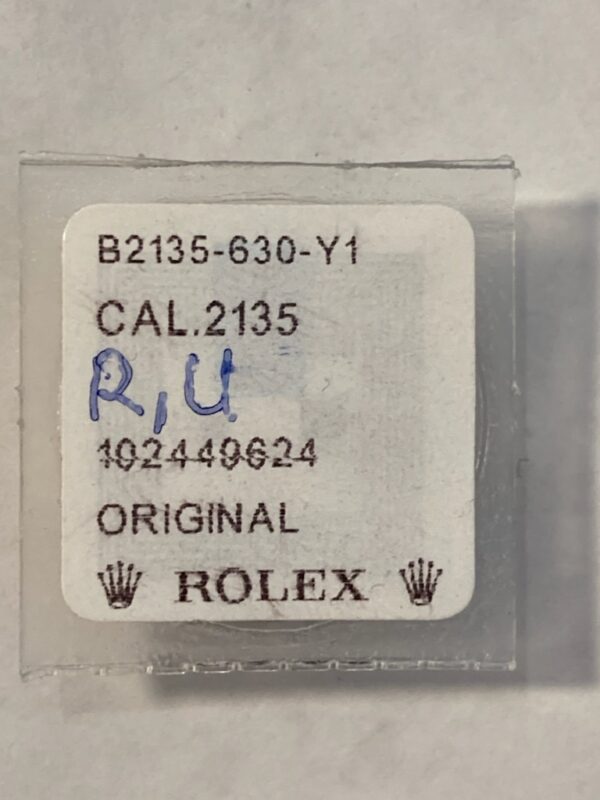 B2135-630-Y1
CAL.2135
R, U
102449624
ORIGINAL
ROLEX